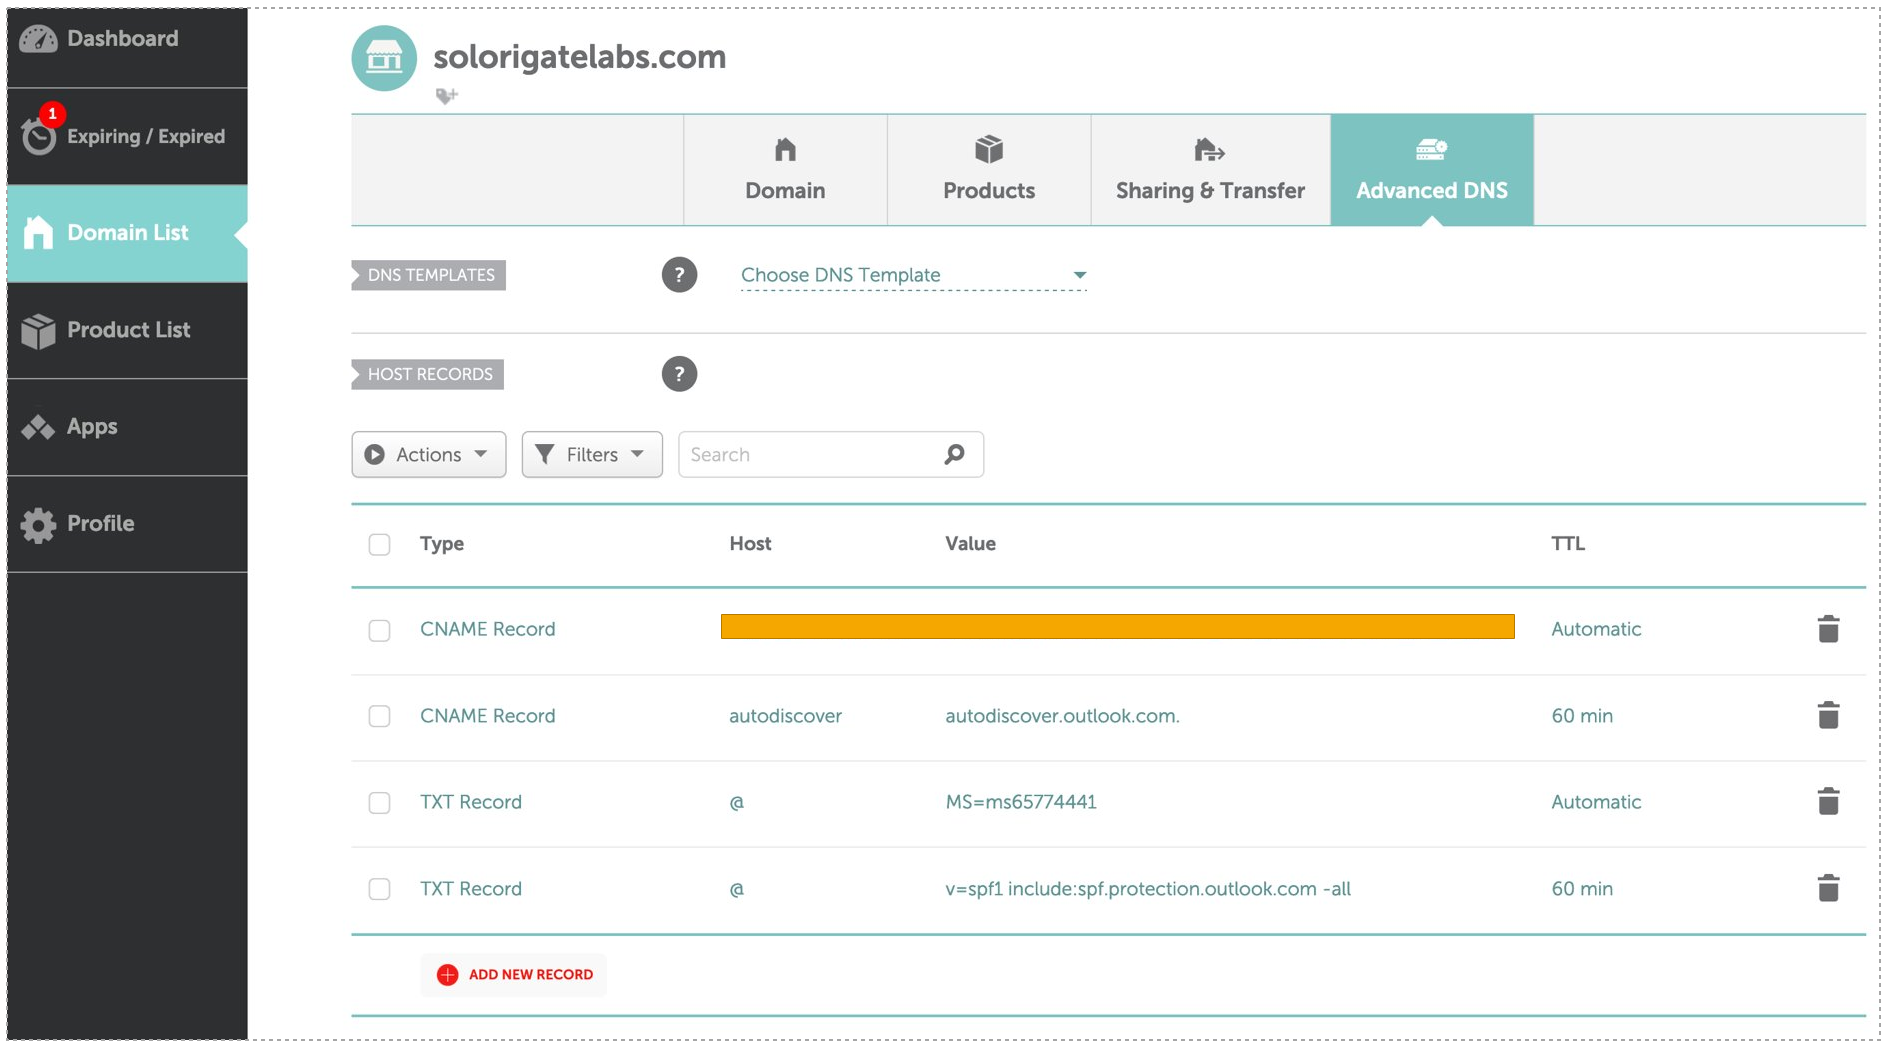 Dashboard
1
Expiring / Expired
Domain List
Product List
Apps
Profile
solorigatelabs.com
Domain
Products
Sharing & Transfer
Advanced DNS
DNS TEMPLATES
?
Choose DNS Template
HOST RECORDS
?
Actions
Filters
Search
Type Host Value TTL
CNAME Record Automatic
CNAME Record autodiscover autodiscover.outlook.com. 60 min
TXT Record @ MS=ms65774441 Automatic
TXT Record @ v=spf1 include:spf.protection.outlook.com -all 60 min
ADD NEW RECORD